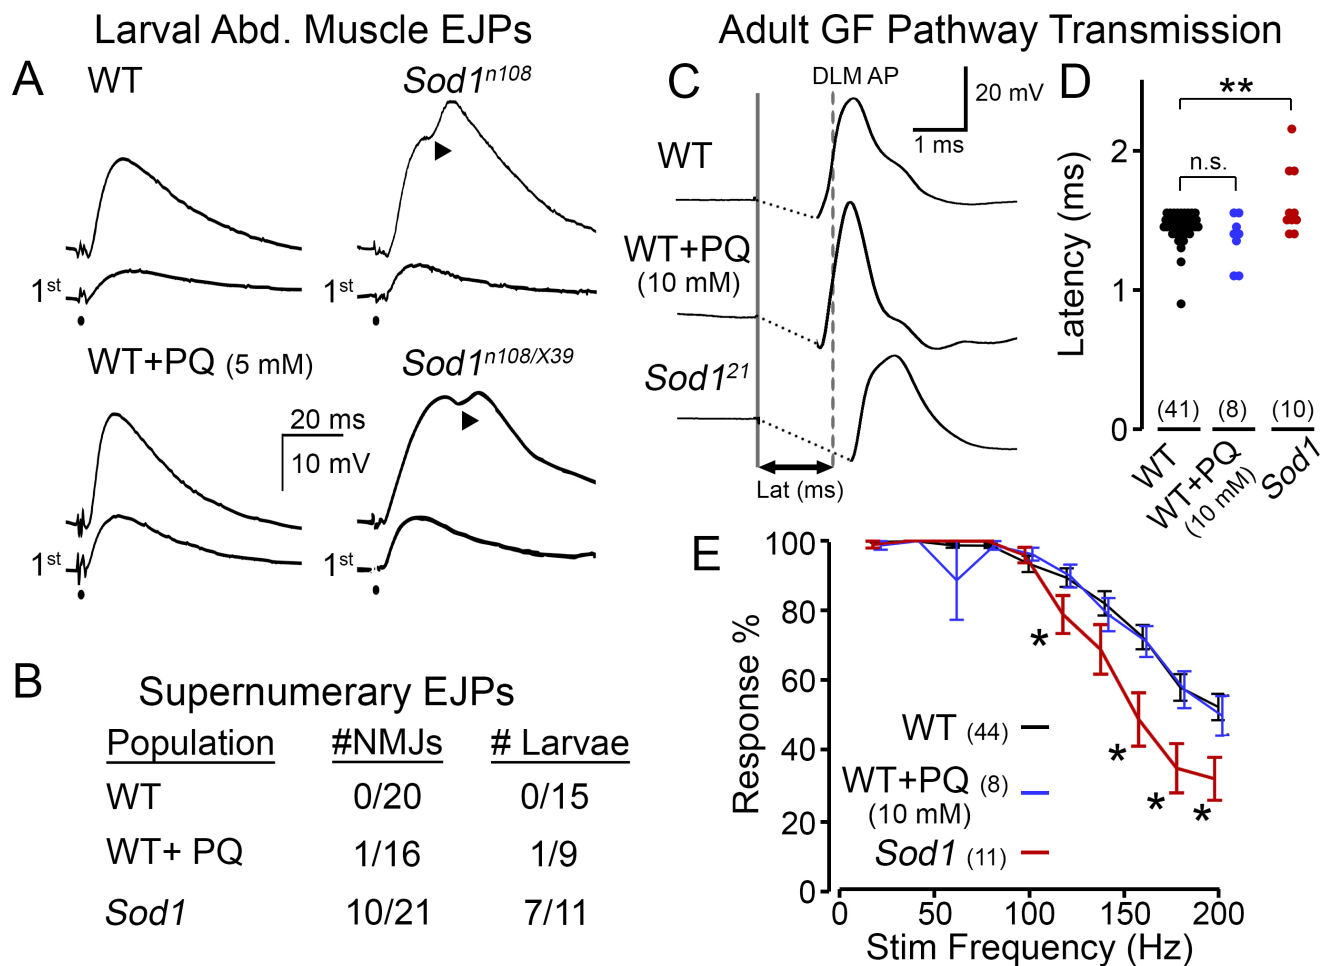 Larval Abd. Muscle EJPs
A
WT
Sod1n108
1st
1st
WT+PQ (5 mM)
Sod1n108/X39
20 ms
10 mV
1st
1st
B
Supernumerary EJPs
Population #NMJs # Larvae
WT 0/20 0/15
WT+ PQ 1/16 1/9
Sod1 10/21 7/11
Adult GF Pathway Transmission
C
DLM AP
20 mV
1 ms
WT
WT+PQ
(10 mM)
Sod121
Lat (ms)
D
**
n.s.
Latency (ms)
2
1
0
(41) (8) (10)
WT
WT+PQ
(10 mM)
Sod1
E
Response %
100
80
60
40
20
0
WT (44)
WT+PQ (8)
(10 mM)
Sod1 (11)
*
*
*
*
0 50 100 150 200
Stim Frequency (Hz)